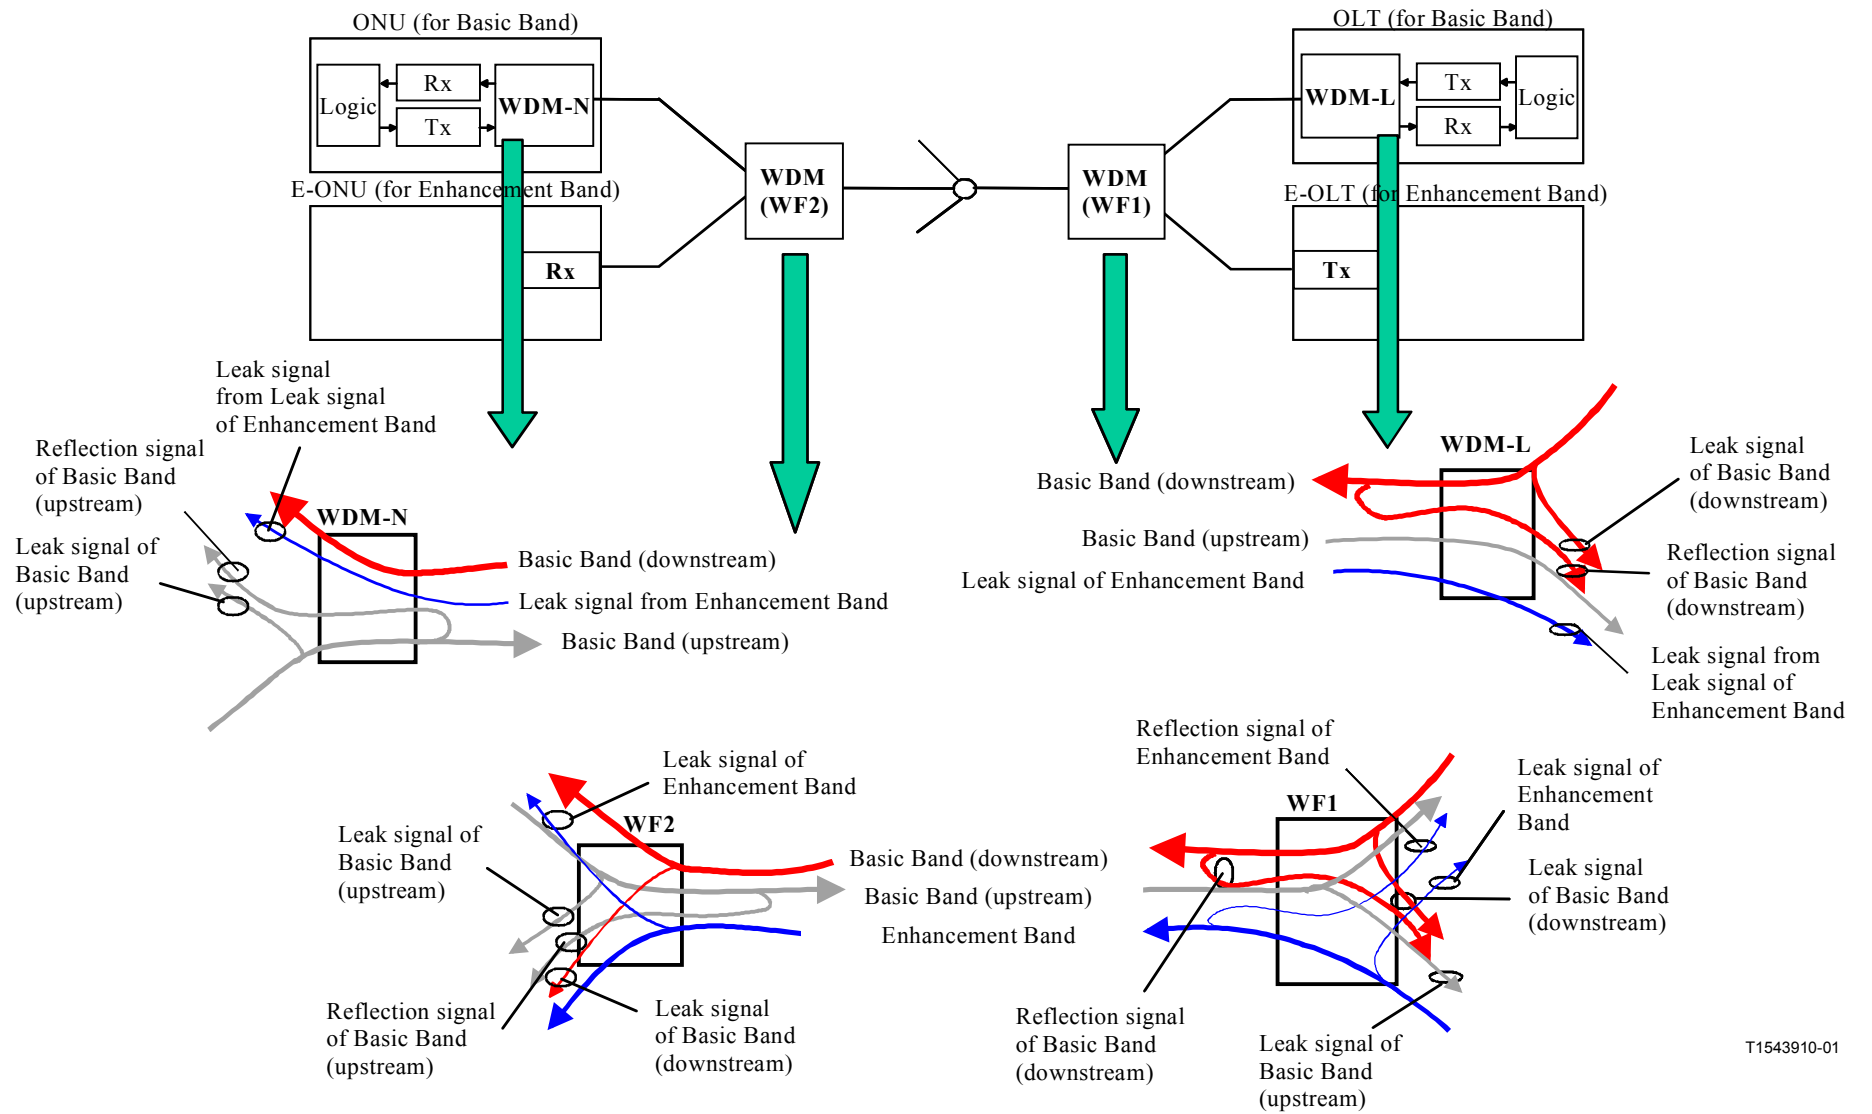 ONU (for Basic Band)
Logic
Rx
Tx
WDM-N
E-ONU (for Enhancement Band)
Rx
WDM
(WF2)
WDM
(WF1)
OLT (for Basic Band)
WDM-L
Tx
Rx
Logic
E-OLT (for Enhancement Band)
Tx
Leak signal
from Leak signal
of Enhancement Band
Reflection signal
of Basic Band
(upstream)
Leak signal of
Basic Band
(upstream)
WDM-N
Basic Band (downstream)
Leak signal from Enhancement Band
Basic Band (upstream)
WDM-L
Basic Band (downstream)
Basic Band (upstream)
Leak signal of Enhancement Band
Leak signal
of Basic Band
(downstream)
Reflection signal
of Basic Band
(downstream)
Leak signal from
Leak signal of
Enhancement Band
Leak signal of
Enhancement Band
WF2
Leak signal of
Basic Band
(upstream)
Reflection signal
of Basic Band
(upstream)
Leak signal
of Basic Band
(downstream)
Basic Band (downstream)
Basic Band (upstream)
Enhancement Band
Reflection signal of
Enhancement Band
WF1
Leak signal of
Enhancement
Band
Leak signal
of Basic Band
(downstream)
Reflection signal
of Basic Band
(downstream)
Leak signal of
Basic Band
(upstream)
T1543910-01